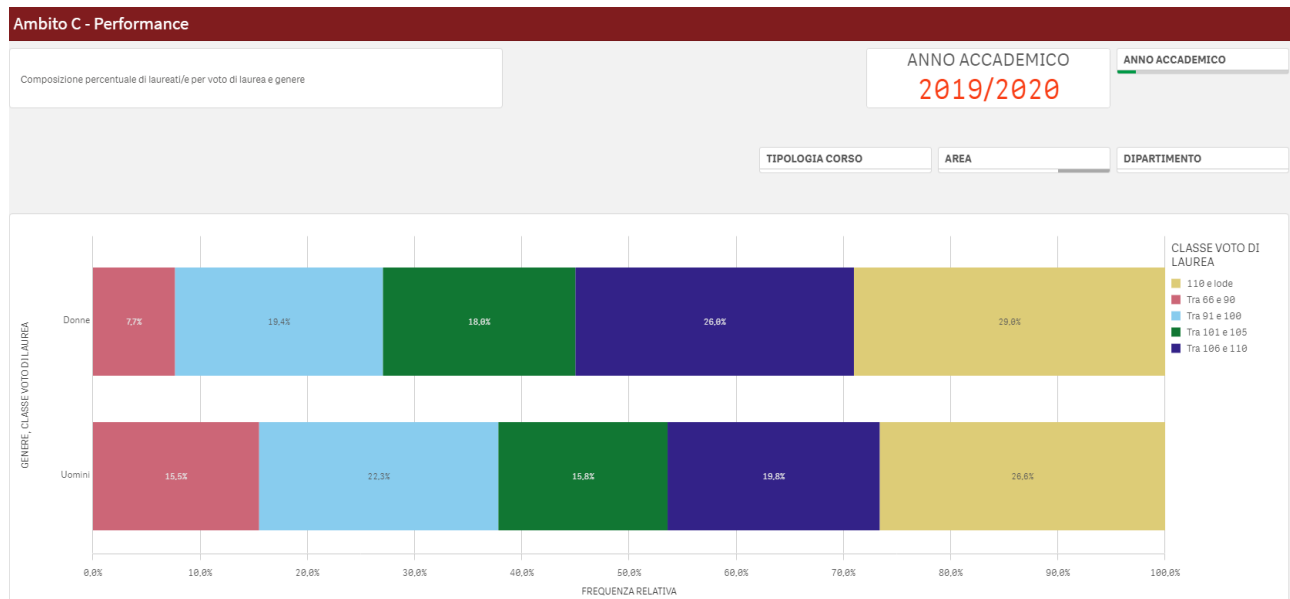 Ambito C - Performance
Composizione percentuale di laureati/e per voto di laurea e genere
ANNO ACCADEMICO
2019/2020
ANNO ACCADEMICO
TIPOLOGIA CORSO
AREA
DIPARTIMENTO
GENERE, CLASSE VOTO DI LAUREA
Donne
7,7%
19,4%
18,0%
26,0%
29,0%
Uomini
15,5%
22,3%
15,8%
19,8%
26,6%
0,0%
10,0%
20,0%
30,0%
40,0%
50,0%
60,0%
70,0%
80,0%
90,0%
100,0%
FREQUENZA RELATIVA
CLASSE VOTO DI
LAUREA
110 e lode
Tra 66 e 90
Tra 91 e 100
Tra 101 e 105
Tra 106 e 110